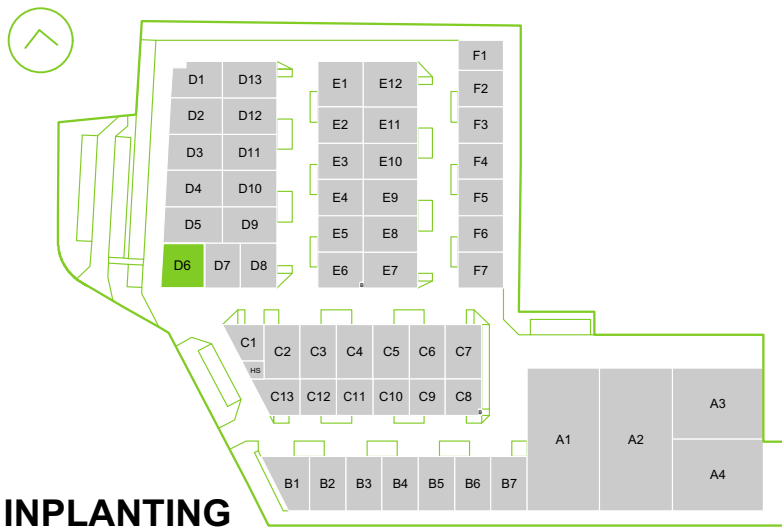 F1
D1 D13 E1 E12 F2
D2 D12 E2 E11 F3
D3 D11 E3 E10 F4
D4 D10 E4 E9 F5
D5 D9 E5 E8 F6
D6 D7 D8 E6 E7 F7
B
C1 C2 C3 C4 C5 C6 C7
HS
C13 C12 C11 C10 C9 C8
B
A1 A2 A3
A4
B1 B2 B3 B4 B5 B6 B7
INPLANTING